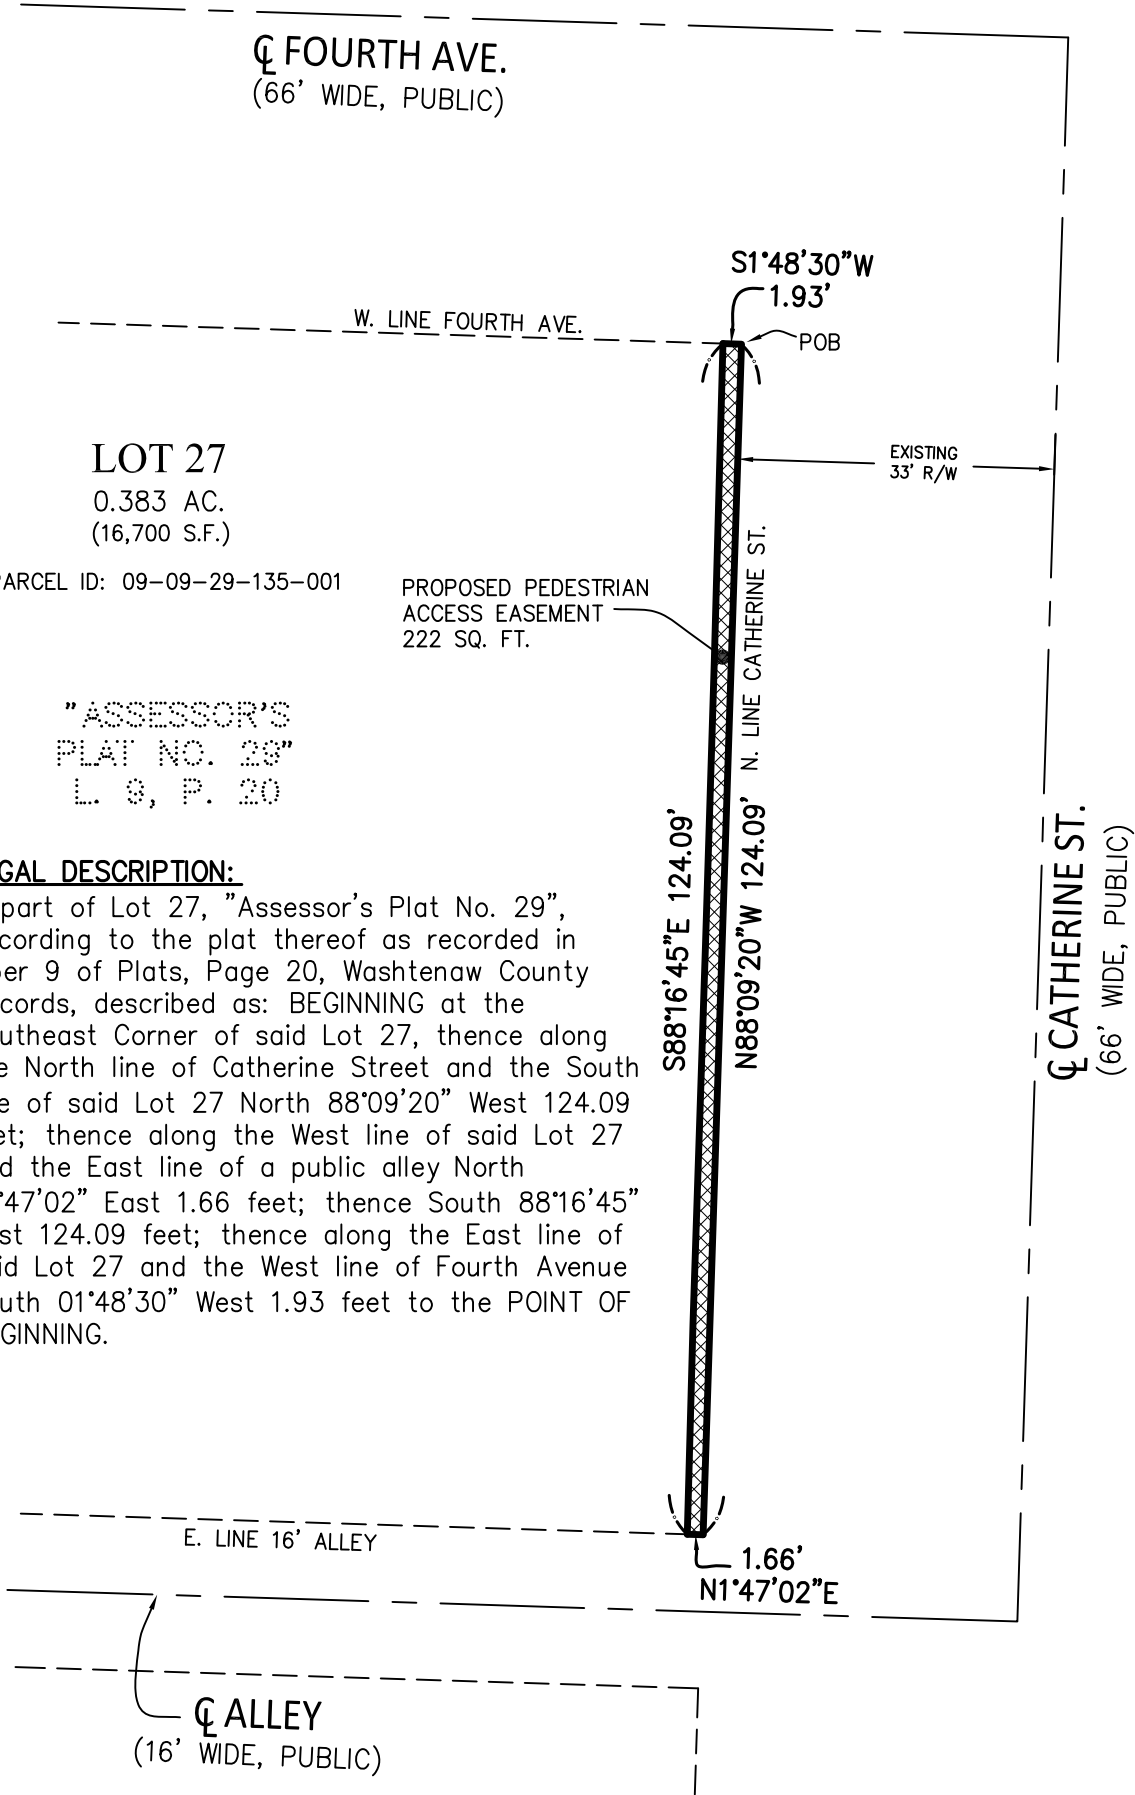 ℄ FOURTH AVE.
(66' WIDE, PUBLIC)
S1°48'30"W
1.93'
W. LINE FOURTH AVE.
POB
LOT 27
0.383 AC.
(16,700 S.F.)
EXISTING
33' R/W
PARCEL ID: 09-09-29-135-001
PROPOSED PEDESTRIAN
ACCESS EASEMENT
222 SQ. FT.
N. LINE CATHERINE ST.
"ASSESSOR'S
PLAT NO. 29"
L. 9, P. 20
S88°16'45"E 124.09'
N88°09'20"W 124.09'
℄ CATHERINE ST.
(66' WIDE, PUBLIC)
GAL DESCRIPTION:
part of Lot 27, "Assessor's Plat No. 29",
cording to the plat thereof as recorded in
er 9 of Plats, Page 20, Washtenaw County
cords, described as: BEGINNING at the
utheast Corner of said Lot 27, thence along
e North line of Catherine Street and the South
e of said Lot 27 North 88°09'20" West 124.09
et; thence along the West line of said Lot 27
d the East line of a public alley North
°47'02" East 1.66 feet; thence South 88°16'45"
st 124.09 feet; thence along the East line of
id Lot 27 and the West line of Fourth Avenue
uth 01°48'30" West 1.93 feet to the POINT OF
GINNING.
E. LINE 16' ALLEY
1.66'
N1°47'02"E
℄ ALLEY
(16' WIDE, PUBLIC)